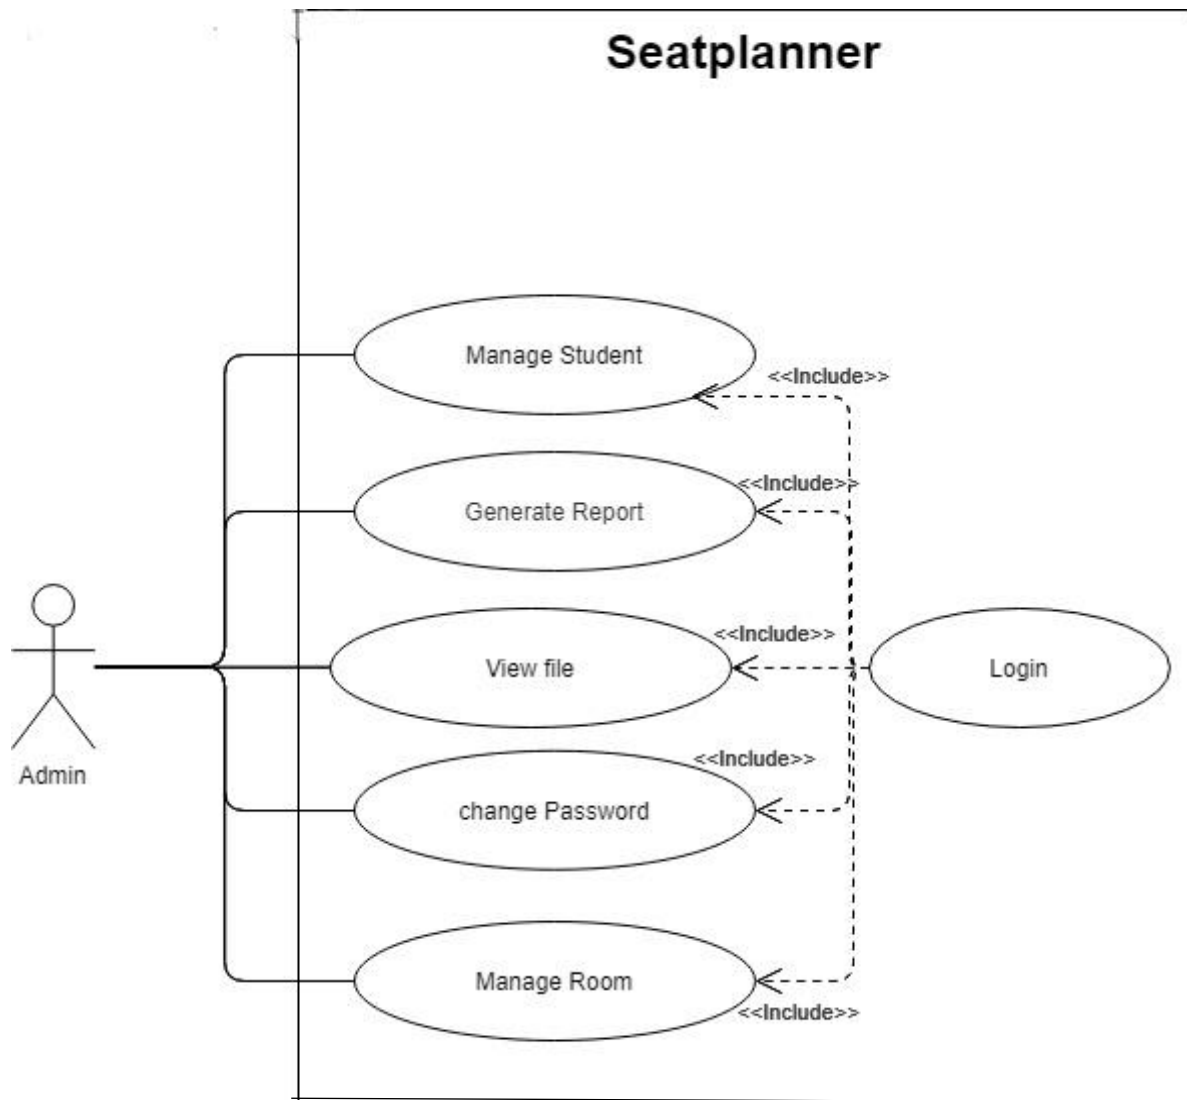 Seatplanner
Manage Student
<<Include>>
<<Include>>
Generate Report
<<Include>>
View file
Login
<<Include>>
Admin
change Password
Manage Room
<<Include>>